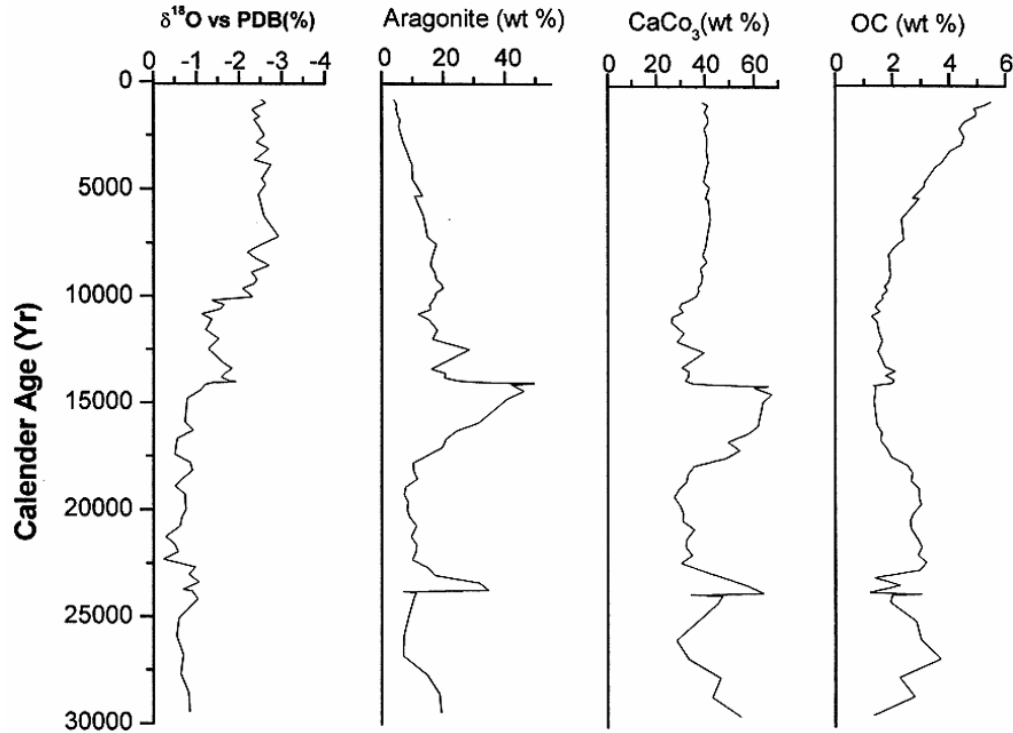 δ¹⁸O vs PDB(%) Aragonite (wt %) CaCo₃(wt %) OC (wt %)
0 -1 -2 -3 -4 20 40 0 20 40 60 0 2 4 6
0
5000
10000
15000
20000
25000
30000
Calender Age (Yr)